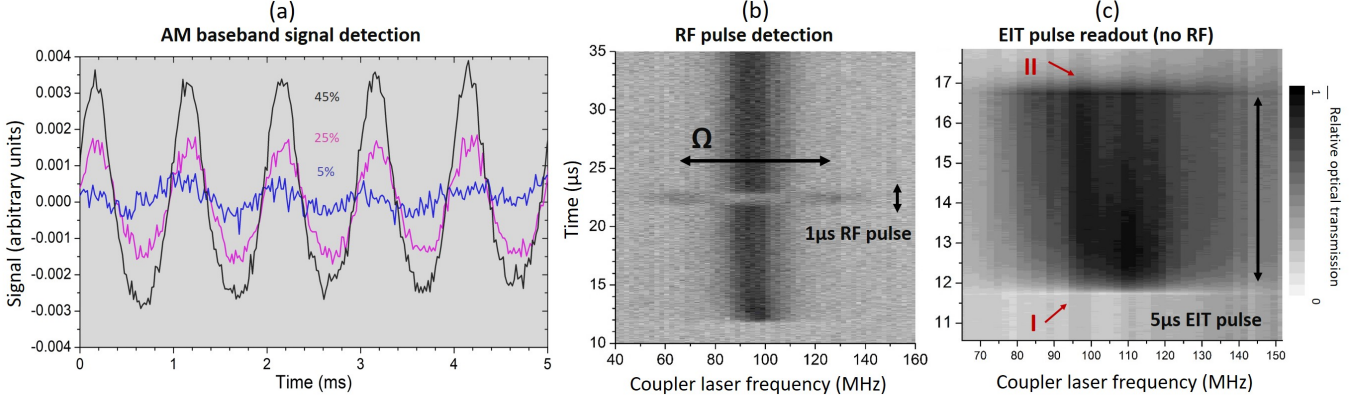 (a)
AM baseband signal detection
0.004
0.003
0.002
0.001
0.000
-0.001
-0.002
-0.003
-0.004
Signal (arbitrary units)
45%
25%
5%
0 1 2 3 4 5
Time (ms)
(b)
RF pulse detection
35
30
25
20
15
10
Time (µs)
Ω
1µs RF pulse
40 60 80 100 120 140 160
Coupler laser frequency (MHz)
(c)
EIT pulse readout (no RF)
17
16
15
14
13
12
11
II
I
5µs EIT pulse
70 80 90 100 110 120 130 140 150
Coupler laser frequency (MHz)
1
Relative optical transmission
0